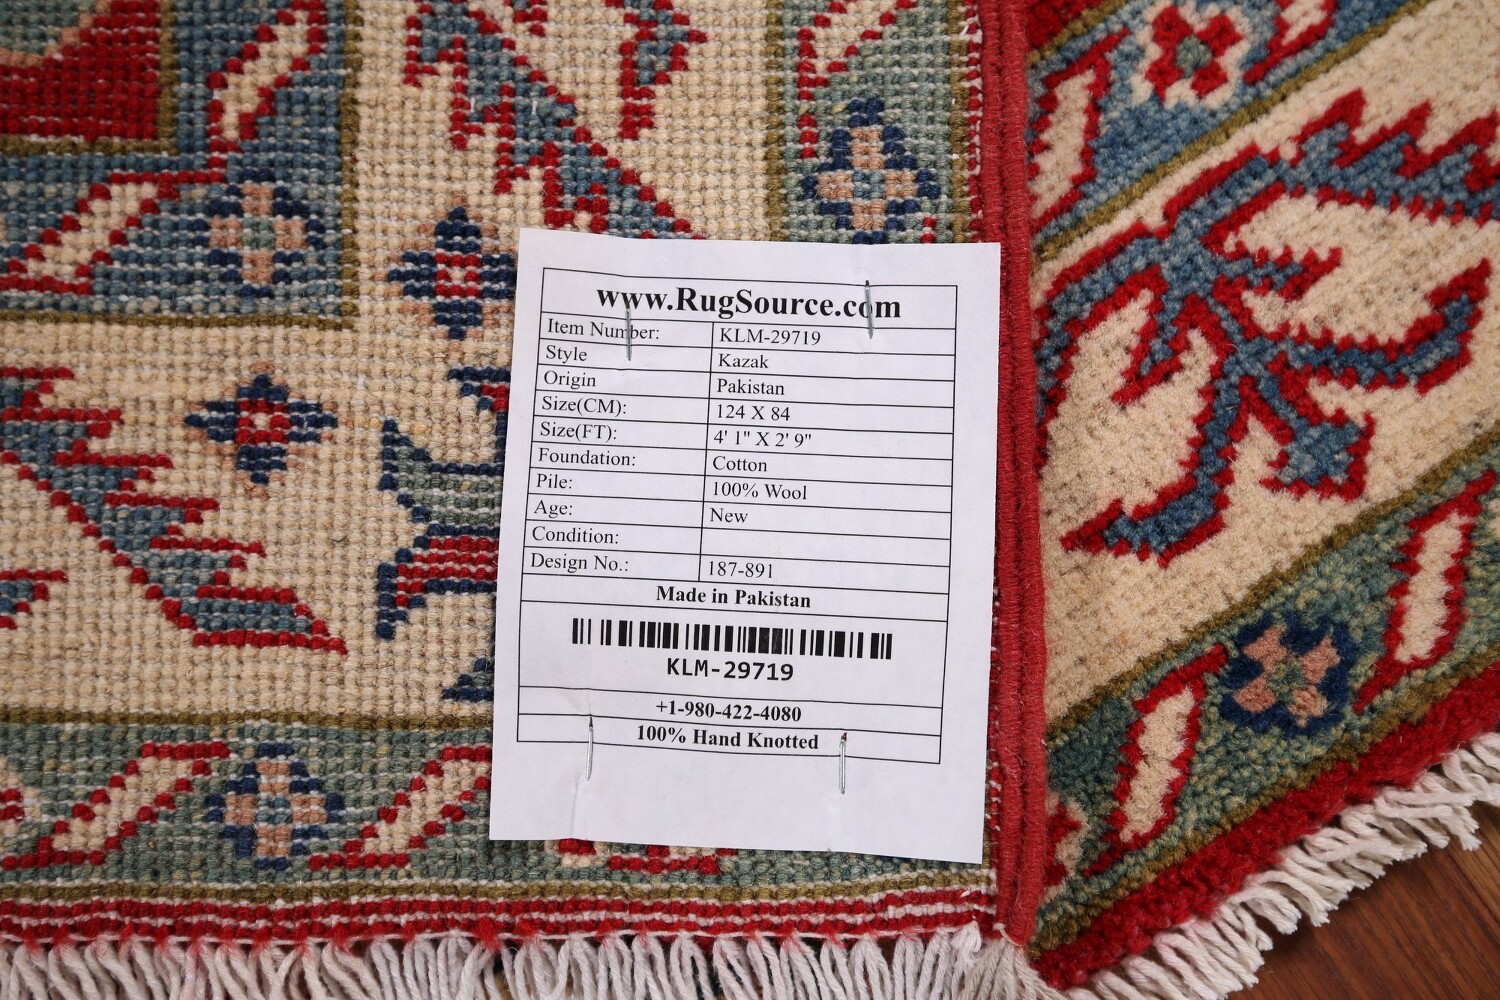 www.RugSource.com
Item Number: KLM-29719
Style Kazak
Origin Pakistan
Size(CM): 124 X 84
Size(FT): 4' 1" X 2' 9"
Foundation: Cotton
Pile: 100% Wool
Age: New
Condition:
Design No.: 187-891
Made in Pakistan
KLM-29719
+1-980-422-4080
100% Hand Knotted